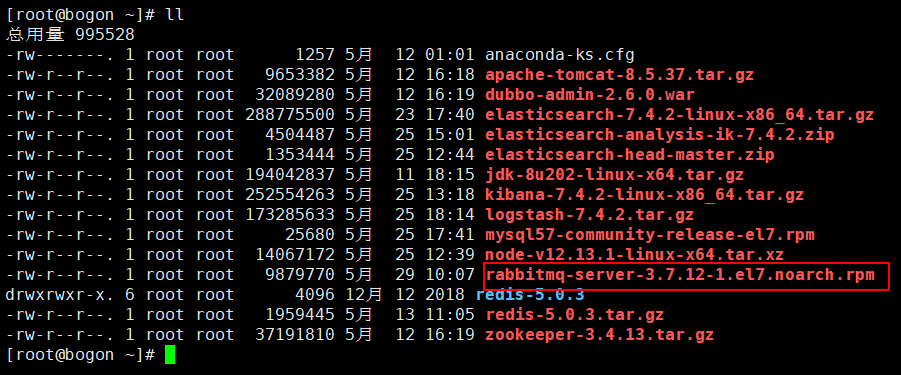 [root@bogon ~]# ll
总用量 995528
-rw-------. 1 root root      1257 5月  12 01:01 anaconda-ks.cfg
-rw-r--r--. 1 root root   9653382 5月  12 16:18 apache-tomcat-8.5.37.tar.gz
-rw-r--r--. 1 root root  32089280 5月  12 16:19 dubbo-admin-2.6.0.war
-rw-r--r--. 1 root root 288775500 5月  23 17:40 elasticsearch-7.4.2-linux-x86_64.tar.gz
-rw-r--r--. 1 root root   4504487 5月  25 15:01 elasticsearch-analysis-ik-7.4.2.zip
-rw-r--r--. 1 root root   1353444 5月  25 12:44 elasticsearch-head-master.zip
-rw-r--r--. 1 root root 194042837 5月  11 18:15 jdk-8u202-linux-x64.tar.gz
-rw-r--r--. 1 root root 252554263 5月  25 13:18 kibana-7.4.2-linux-x86_64.tar.gz
-rw-r--r--. 1 root root 173285633 5月  25 18:14 logstash-7.4.2.tar.gz
-rw-r--r--. 1 root root     25680 5月  25 17:41 mysql57-community-release-el7.rpm
-rw-r--r--. 1 root root  14067172 5月  25 12:39 node-v12.13.1-linux-x64.tar.xz
-rw-r--r--. 1 root root   9879770 5月  29 10:07 rabbitmq-server-3.7.12-1.el7.noarch.rpm
drwxrwxr-x. 6 root root      4096 12月 12 2018 redis-5.0.3
-rw-r--r--. 1 root root   1959445 5月  13 11:05 redis-5.0.3.tar.gz
-rw-r--r--. 1 root root  37191810 5月  12 16:19 zookeeper-3.4.13.tar.gz
[root@bogon ~]#